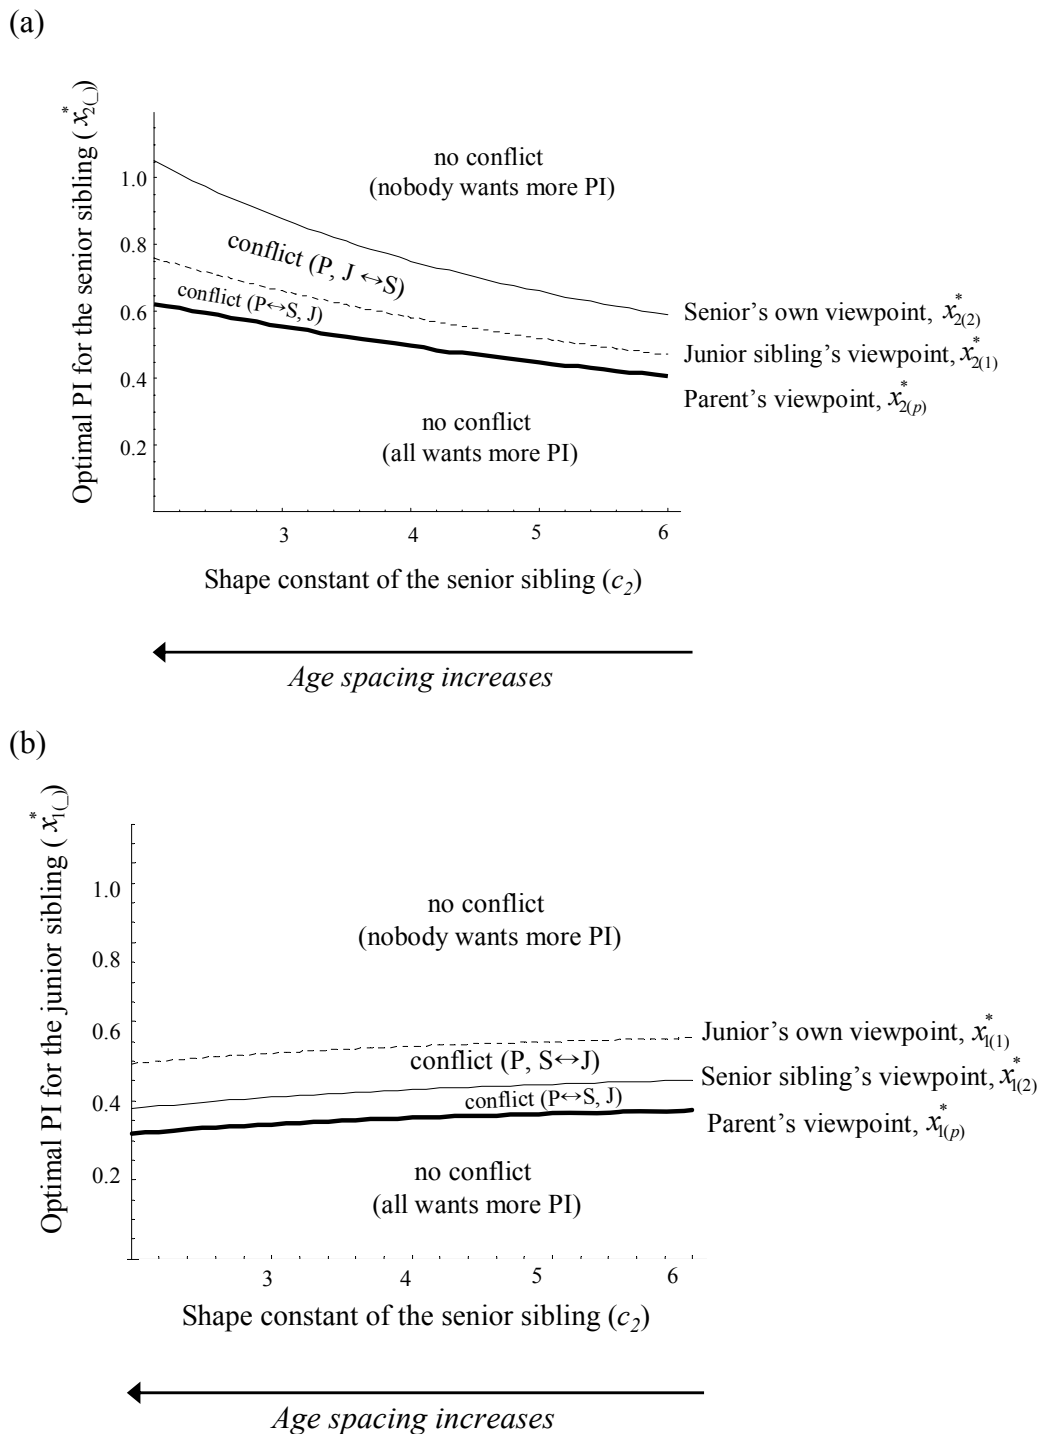 (a)
Optimal PI for the senior sibling (x*2(_))
1.0
0.8
0.6
0.4
0.2
no conflict
(nobody wants more PI)
conflict (P, J ↔S)
conflict (P↔S, J)
no conflict
(all wants more PI)
Senior's own viewpoint, x*2(2)
Junior sibling's viewpoint, x*2(1)
Parent's viewpoint, x*2(p)
3 4 5 6
Shape constant of the senior sibling (c2)
Age spacing increases
(b)
Optimal PI for the junior sibling (x*1(_))
1.0
0.8
0.6
0.4
0.2
no conflict
(nobody wants more PI)
conflict (P, S↔J)
conflict (P↔S, J)
no conflict
(all wants more PI)
Junior's own viewpoint, x*1(1)
Senior sibling's viewpoint, x*1(2)
Parent's viewpoint, x*1(p)
3 4 5 6
Shape constant of the senior sibling (c2)
Age spacing increases